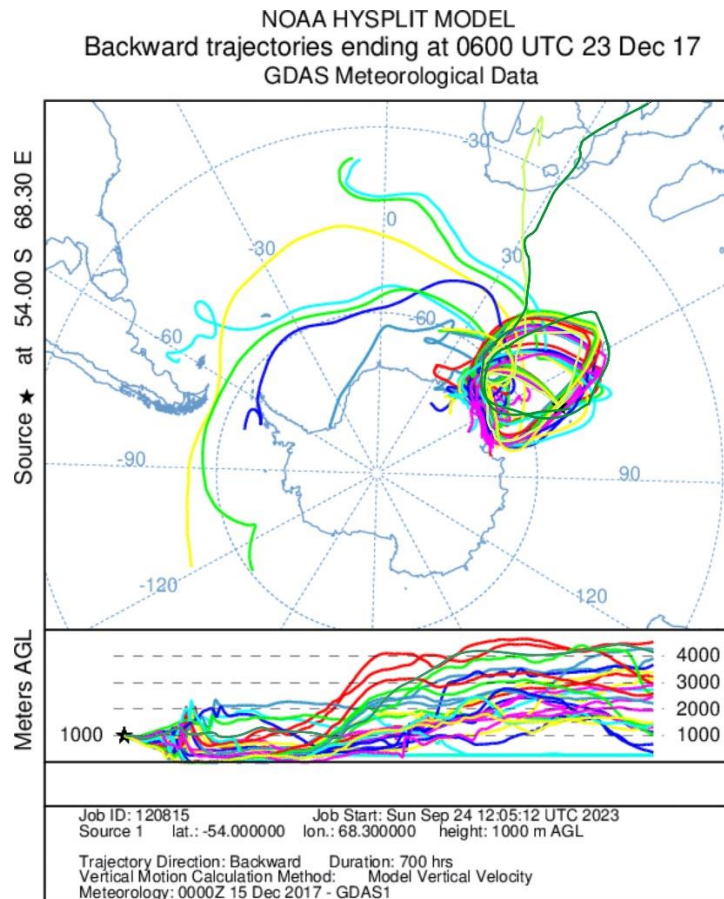 NOAA HYSPLIT MODEL
Backward trajectories ending at 0600 UTC 23 Dec 17
GDAS Meteorological Data
Source ★ at 54.00 S 68.30 E
-30
0
-30
30
60
60
-90
90
-120
120
Meters AGL
1000
4000
3000
2000
1000
Job ID: 120815 Job Start: Sun Sep 24 12:05:12 UTC 2023
Source 1 lat.: -54.000000 lon.: 68.300000 height: 1000 m AGL
Trajectory Direction: Backward Duration: 700 hrs
Vertical Motion Calculation Method: Model Vertical Velocity
Meteorology: 0000Z 15 Dec 2017 - GDAS1